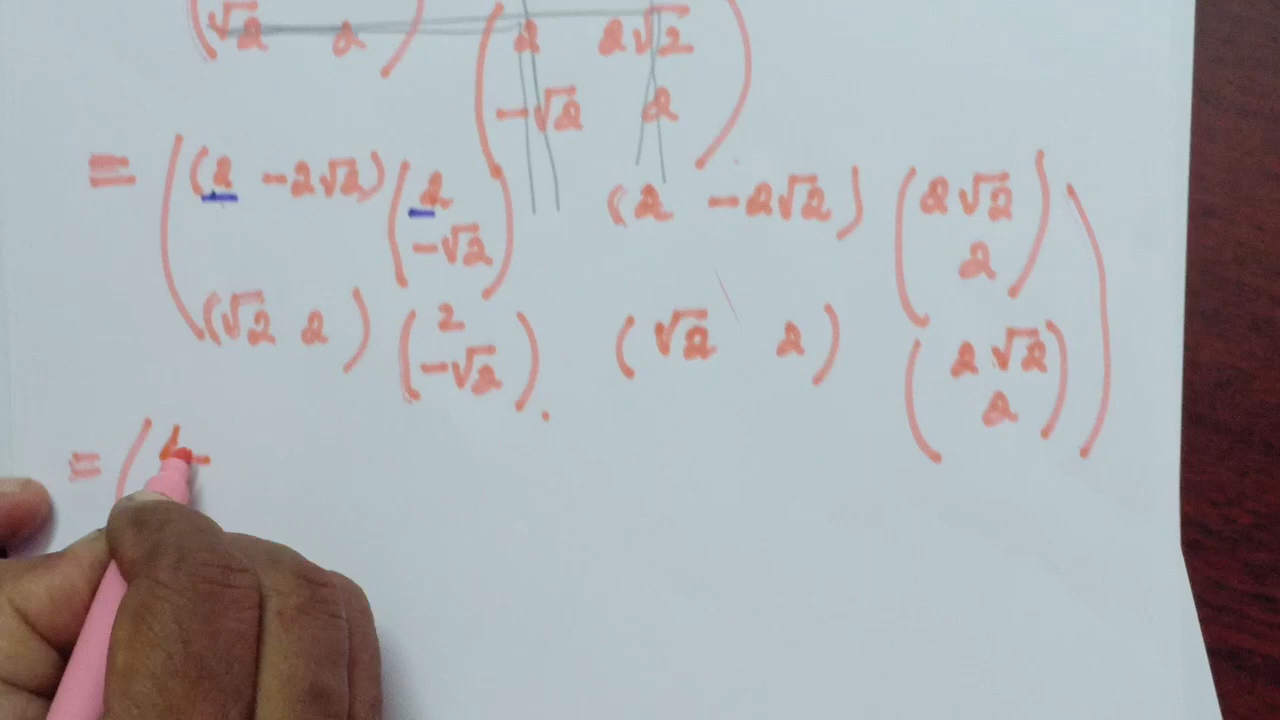 √2 2 2 2√2
-√2 2
= (2 -2√2) (2 -√2) (2 -2√2) (2√2 2)
(√2 2) (2 -√2). (√2 2) (2√2 2)
= (4